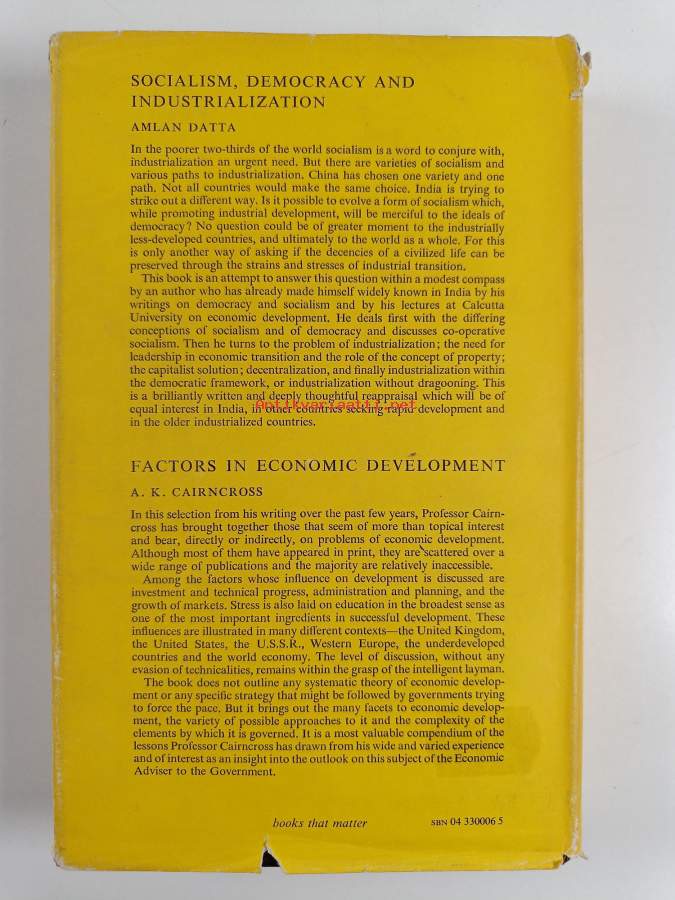 SOCIALISM, DEMOCRACY AND
INDUSTRIALIZATION
AMLAN DATTA
In the poorer two-thirds of the world socialism is a word to conjure with,
industrialization an urgent need. But there are varieties of socialism and
various paths to industrialization. China has chosen one variety and one
path. Not all countries would make the same choice. India is trying to
strike out a different way. Is it possible to evolve a form of socialism which,
while promoting industrial development, will be merciful to the ideals of
democracy? No question could be of greater moment to the industrially
less-developed countries, and ultimately to the world as a whole. For this
is only another way of asking if the decencies of a civilized life can be
preserved through the strains and stresses of industrial transition.
This book is an attempt to answer this question within a modest compass
by an author who has already made himself widely known in India by his
writings on democracy and socialism and by his lectures at Calcutta
University on economic development. He deals first with the differing
conceptions of socialism and of democracy and discusses co-operative
socialism. Then he turns to the problem of industrialization; the need for
leadership in economic transition and the role of the concept of property;
the capitalist solution; decentralization, and finally industrialization within
the democratic framework, or industrialization without dragooning. This
is a brilliantly written and deeply thoughtful reappraisal which will be of
equal interest in India, in other countries seeking rapid development and
in the older industrialized countries.
Antikvariaatti.net
FACTORS IN ECONOMIC DEVELOPMENT
A. K. CAIRNCROSS
In this selection from his writing over the past few years, Professor Cairn-
cross has brought together those that seem of more than topical interest
and bear, directly or indirectly, on problems of economic development.
Although most of them have appeared in print, they are scattered over a
wide range of publications and the majority are relatively inaccessible.
Among the factors whose influence on development is discussed are
investment and technical progress, administration and planning, and the
growth of markets. Stress is also laid on education in the broadest sense as
one of the most important ingredients in successful development. These
influences are illustrated in many different contexts—the United Kingdom,
the United States, the U.S.S.R., Western Europe, the underdeveloped
countries and the world economy. The level of discussion, without any
evasion of technicalities, remains within the grasp of the intelligent layman.
The book does not outline any systematic theory of economic develop-
ment or any specific strategy that might be followed by governments trying
to force the pace. But it brings out the many facets to economic develop-
ment, the variety of possible approaches to it and the complexity of the
elements by which it is governed. It is a most valuable compendium of the
lessons Professor Cairncross has drawn from his wide and varied experience
and of interest as an insight into the outlook on this subject of the Economic
Adviser to the Government.
books that matter
SBN 04 330006 5